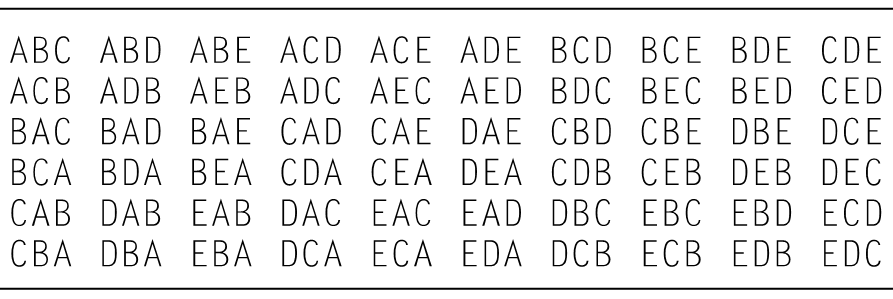 ABC ABD ABE ACD ACE ADE BCD BCE BDE CDE
ACB ADB AEB ADC AEC AED BDC BEC BED CED
BAC BAD BAE CAD CAE DAE CBD CBE DBE DCE
BCA BDA BEA CDA CEA DEA CDB CEB DEB DEC
CAB DAB EAB DAC EAC EAD DBC EBC EBD ECD
CBA DBA EBA DCA ECA EDA DCB ECB EDB EDC